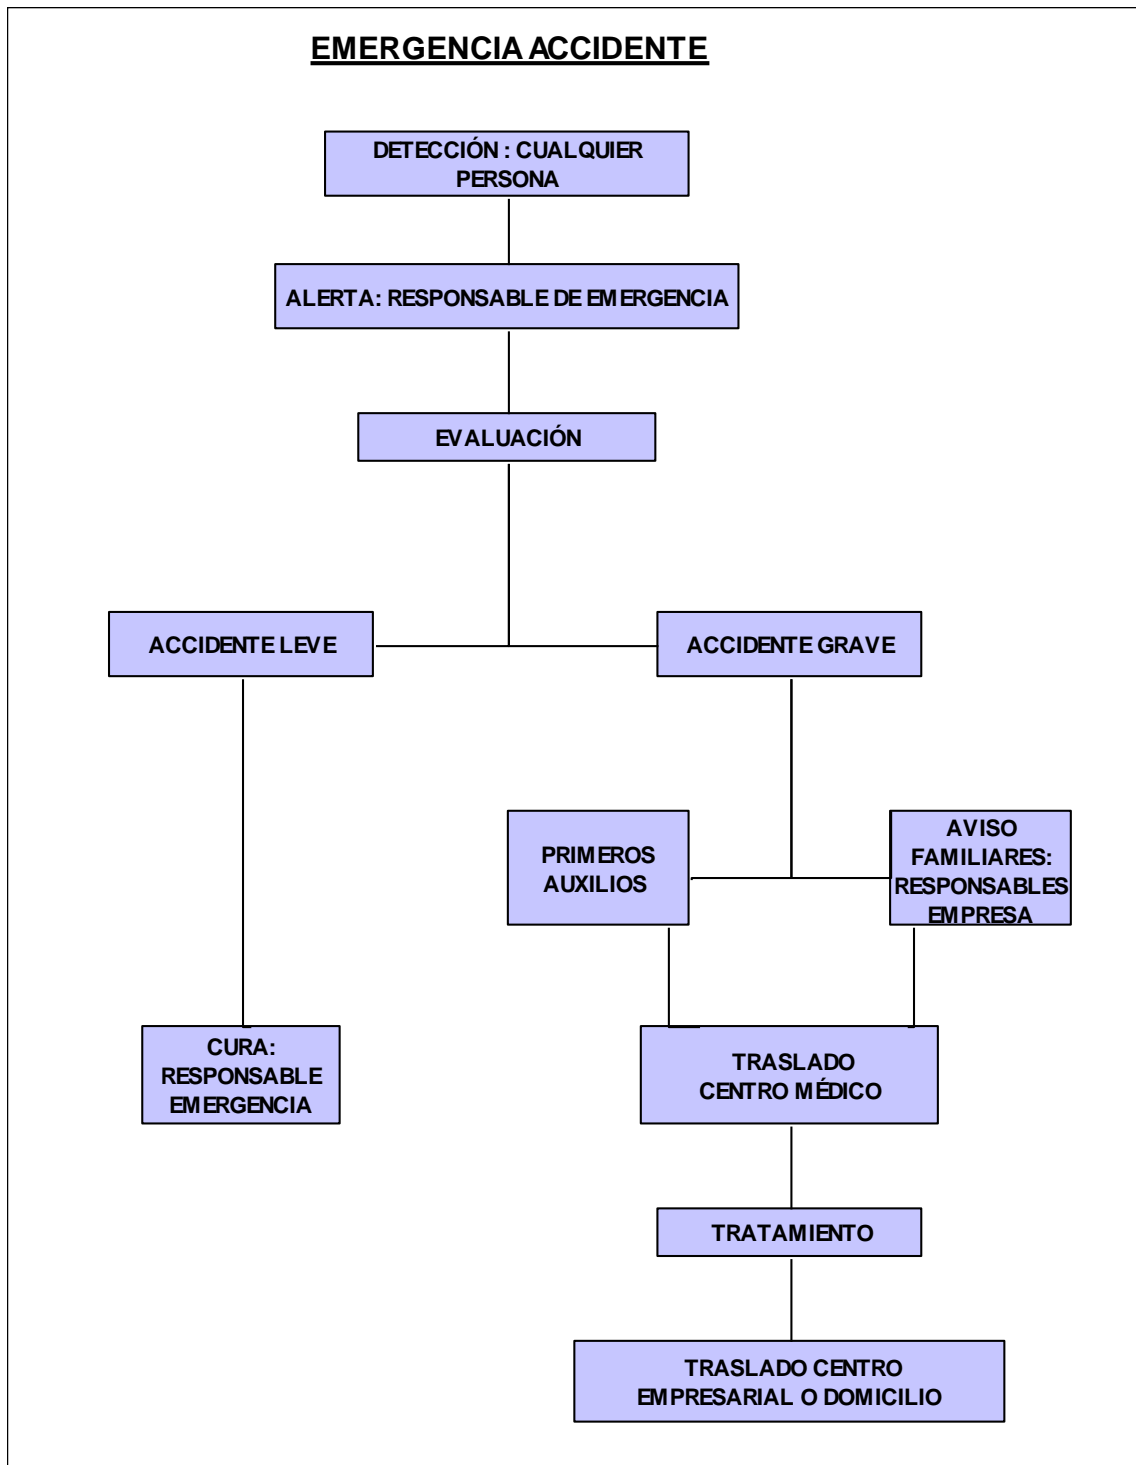 EMERGENCIA ACCIDENTE
DETECCIÓN : CUALQUIER
PERSONA
ALERTA: RESPONSABLE DE EMERGENCIA
EVALUACIÓN
ACCIDENTE LEVE
ACCIDENTE GRAVE
PRIMEROS
AUXILIOS
AVISO
FAMILIARES:
RESPONSABLES
EMPRESA
CURA:
RESPONSABLE
EMERGENCIA
TRASLADO
CENTRO MÉDICO
TRATAMIENTO
TRASLADO CENTRO
EMPRESARIAL O DOMICILIO